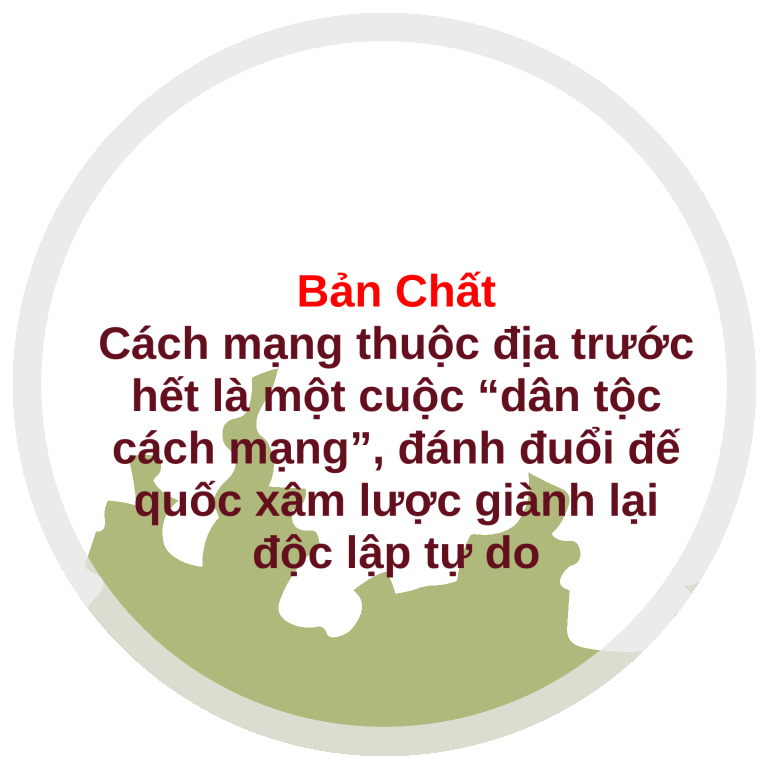 Bản Chất
Cách mạng thuộc địa trước
hết là một cuộc “dân tộc
cách mạng”, đánh đuổi đế
quốc xâm lược giành lại
độc lập tự do